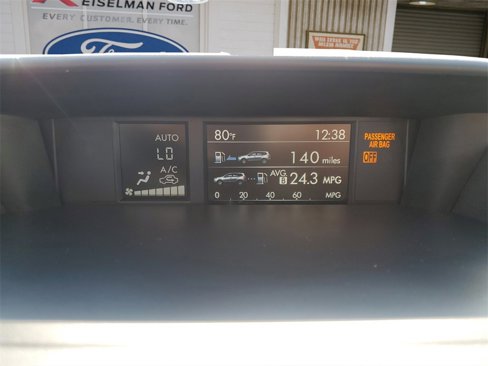 EISELMAN FORD
EVERY CUSTOMER. EVERY TIME.
Ford
AUTO
LO
A/C
80°F 12:38
140 miles
AVG
B 24.3 MPG
0 20 40 60 MPG
PASSENGER
AIR BAG
OFF